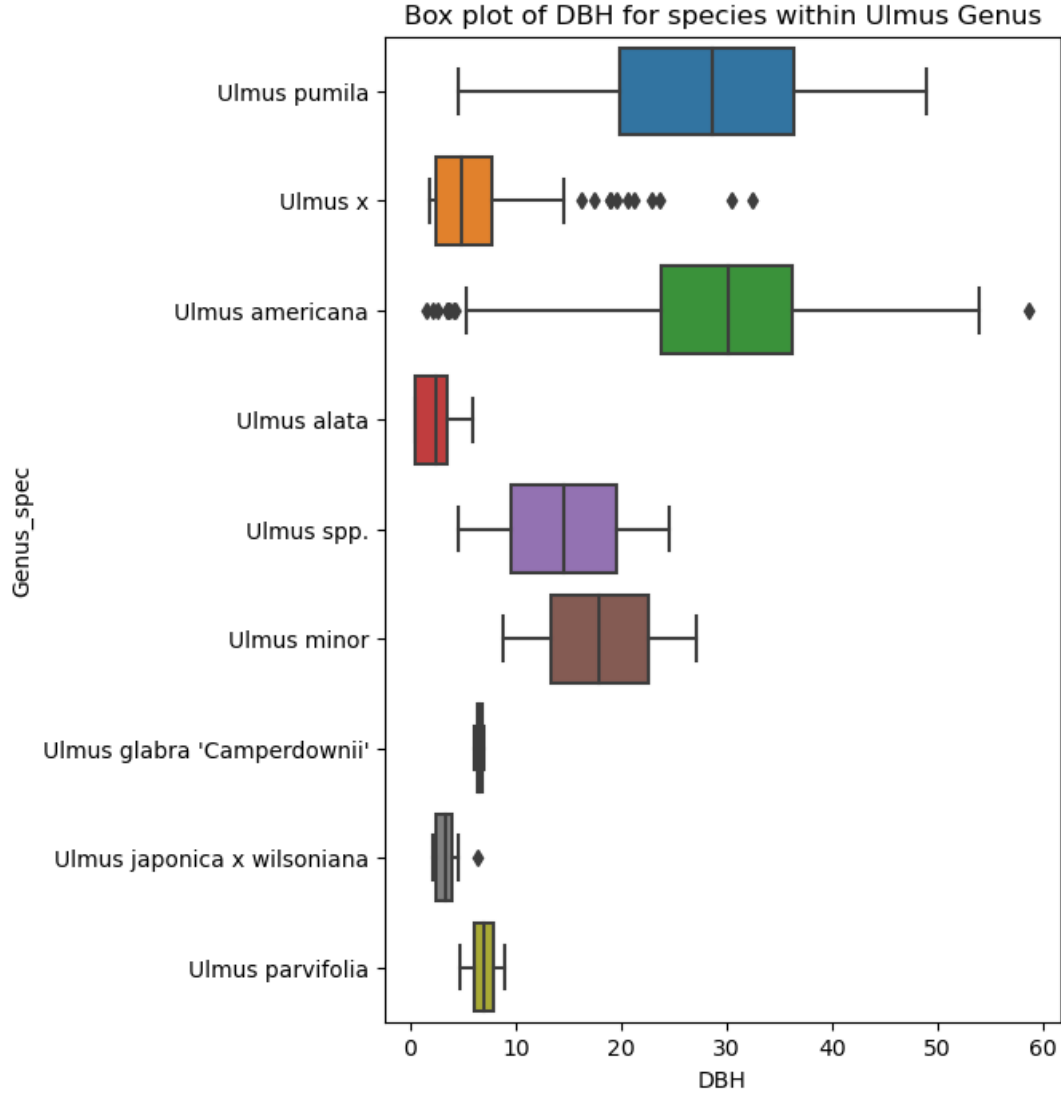 Box plot of DBH for species within Ulmus Genus
Ulmus pumila
Ulmus x
Ulmus americana
Ulmus alata
Ulmus spp.
Ulmus minor
Ulmus glabra 'Camperdownii'
Ulmus japonica x wilsoniana
Ulmus parvifolia
Genus_spec
0 10 20 30 40 50 60
DBH